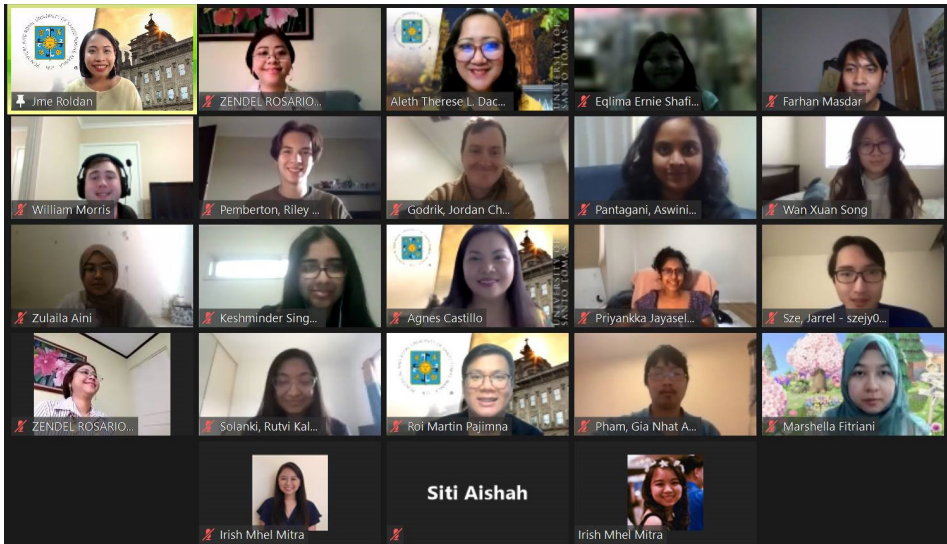 Jme Roldan
ZENDEL ROSARIO...
Aleth Therese L. Dac...
UNIVERSITY OF
SANTO TOMAS
Eqlima Ernie Shafi...
Farhan Masdar
William Morris
Pemberton, Riley ...
Godrik, Jordan Ch...
Pantagani, Aswini...
Wan Xuan Song
Zulaila Aini
Keshminder Sing...
Agnes Castillo
UNIVERSITY OF
SANTO TOMAS
Priyankka Jayasel...
Sze, Jarrel - szejy0...
ZENDEL ROSARIO...
Solanki, Rutvi Kal...
Roi Martin Pajimna
Pham, Gia Nhat A...
Marshella Fitriani
Irish Mhel Mitra
Siti Aishah
Irish Mhel Mitra